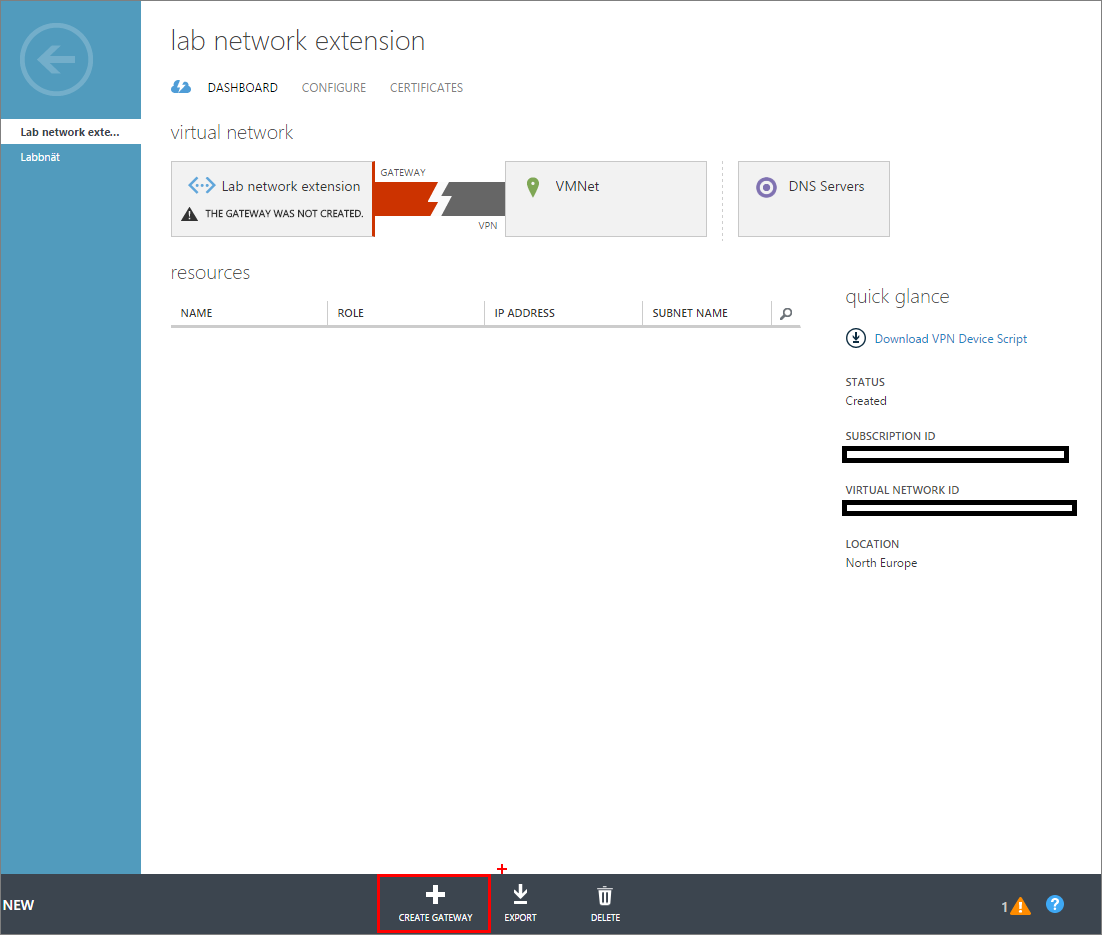 lab network extension
DASHBOARD CONFIGURE CERTIFICATES
Lab network exte...
Labbnät
virtual network
Lab network extension
THE GATEWAY WAS NOT CREATED.
GATEWAY
VPN
VMNet
DNS Servers
resources
NAME ROLE IP ADDRESS SUBNET NAME
quick glance
Download VPN Device Script
STATUS
Created
SUBSCRIPTION ID
VIRTUAL NETWORK ID
LOCATION
North Europe
NEW
CREATE GATEWAY
EXPORT
DELETE
1
?